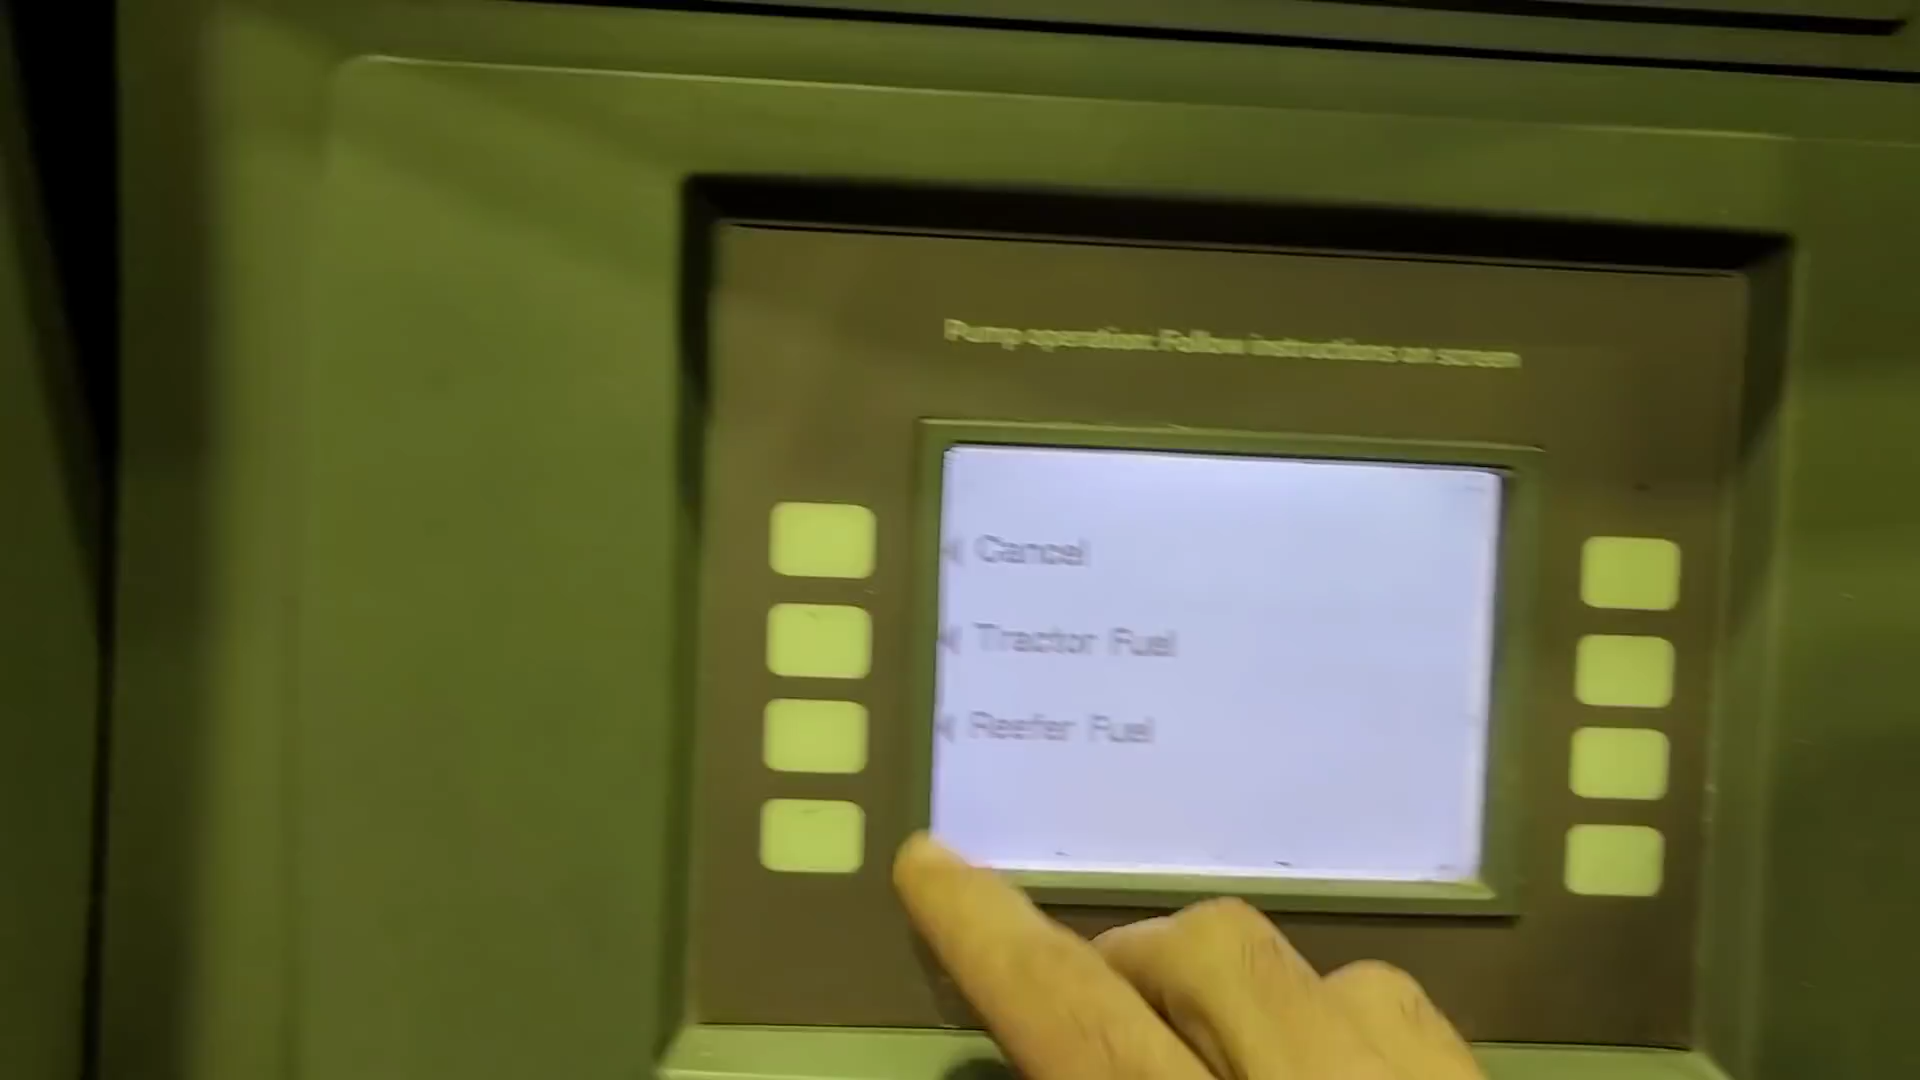 Pump operation: Follow instructions on screen
Cancel
Tractor Fuel
Reefer Fuel